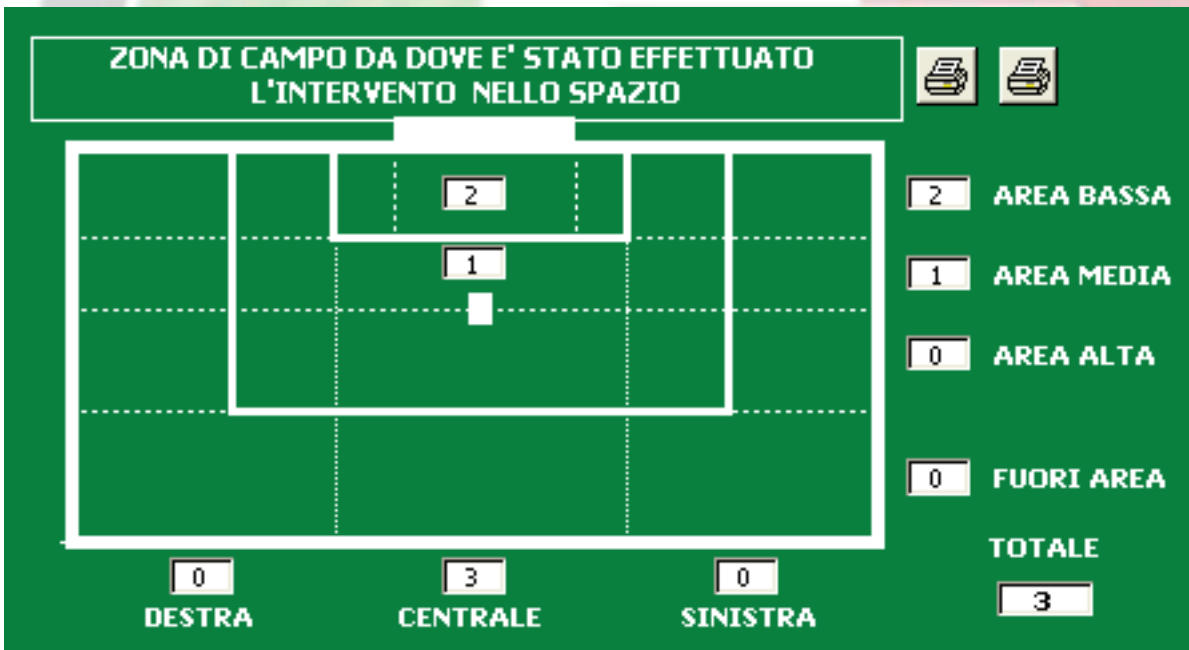 ZONA DI CAMPO DA DOVE E' STATO EFFETTUATO
L'INTERVENTO NELLO SPAZIO
2
1
2 AREA BASSA
1 AREA MEDIA
0 AREA ALTA
0 FUORI AREA
0
DESTRA
3
CENTRALE
0
SINISTRA
TOTALE
3